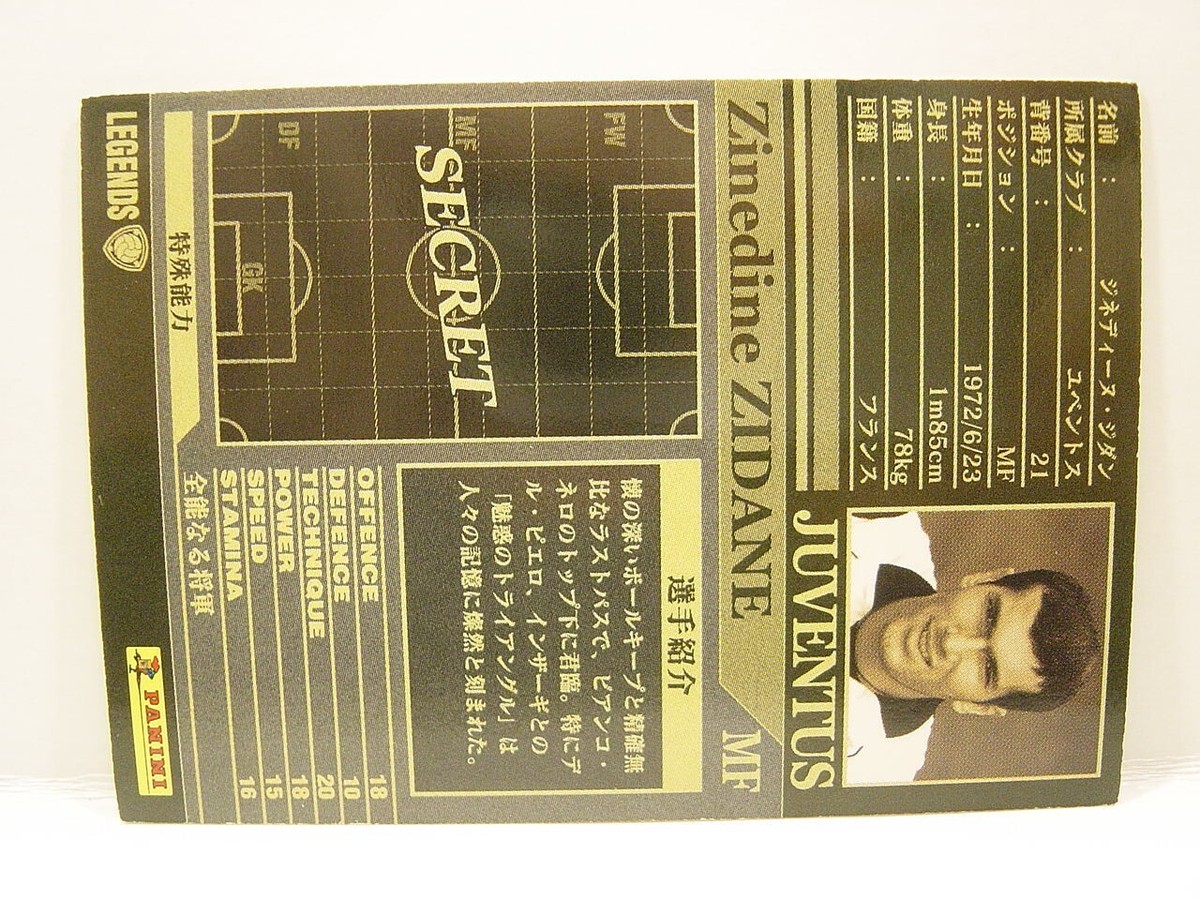 名前 : ジネディーヌ・ジダン
所属クラブ : ユベントス
背番号 : 21
ポジション : MF
生年月日 : 1972/6/23
身長 : 1m85cm
体重 : 78kg
国籍 : フランス
JUVENTUS
Zinedine ZIDANE MF
FW
MF
DF
GK
SECRET
選手紹介
懐の深いボールキープと精確無
比なラストパスで、ビアンコ・
ネロのトップ下に君臨。特にデ
ル・ピエロ、インザーギとの
「魅惑のトライアングル」は
人々の記憶に燦然と刻まれた。
OFFENCE 18
DEFENCE 10
TECHNIQUE 20
POWER 18
SPEED 15
STAMINA 16
特殊能力
全能なる将軍
LEGENDS
PANINI